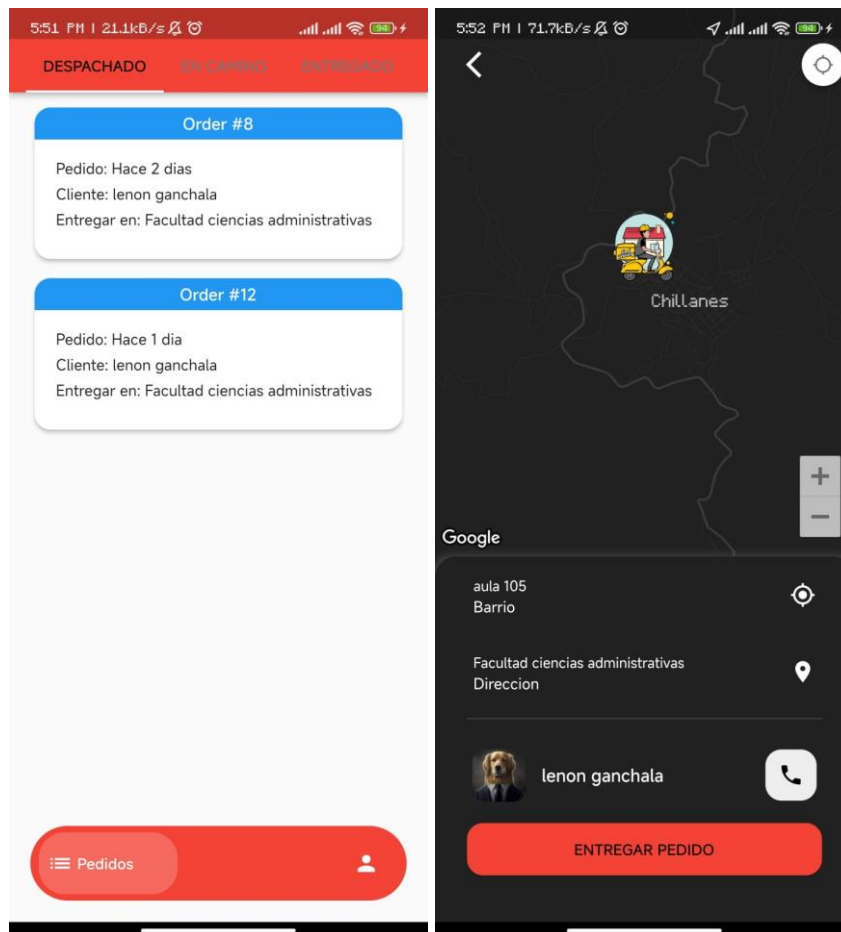 5:51 PM | 21.1kB/s
94
DESPACHADO EN CAMINO ENTREGADO
Order #8
Pedido: Hace 2 dias
Cliente: lenon ganchala
Entregar en: Facultad ciencias administrativas
Order #12
Pedido: Hace 1 dia
Cliente: lenon ganchala
Entregar en: Facultad ciencias administrativas
Pedidos
5:52 PM | 71.7kB/s
94
Chillanes
+
−
Google
aula 105
Barrio
Facultad ciencias administrativas
Direccion
lenon ganchala
ENTREGAR PEDIDO